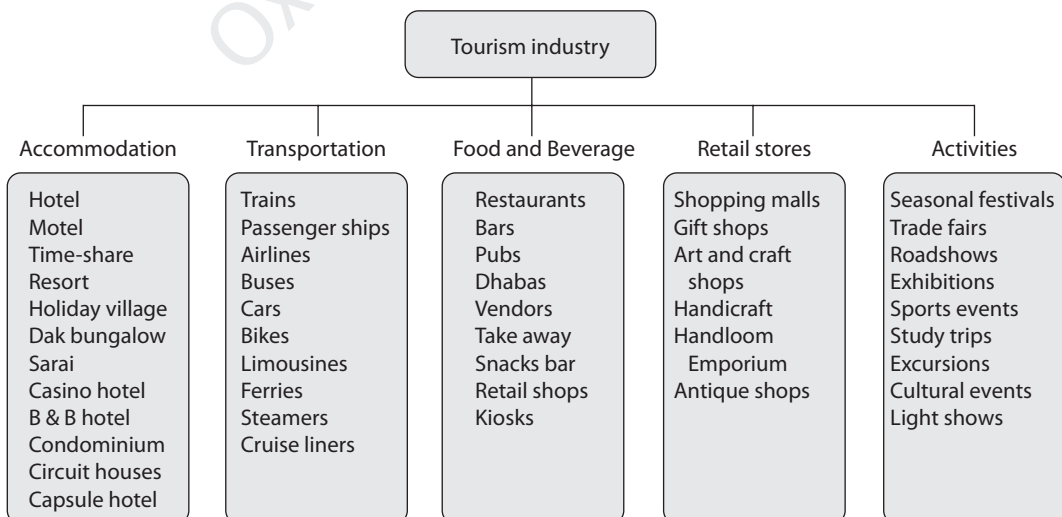 Tourism industry
Accommodation
Hotel
Motel
Time-share
Resort
Holiday village
Dak bungalow
Sarai
Casino hotel
B & B hotel
Condominium
Circuit houses
Capsule hotel
Transportation
Trains
Passenger ships
Airlines
Buses
Cars
Bikes
Limousines
Ferries
Steamers
Cruise liners
Food and Beverage
Restaurants
Bars
Pubs
Dhabas
Vendors
Take away
Snacks bar
Retail shops
Kiosks
Retail stores
Shopping malls
Gift shops
Art and craft
shops
Handicraft
Handloom
Emporium
Antique shops
Activities
Seasonal festivals
Trade fairs
Roadshows
Exhibitions
Sports events
Study trips
Excursions
Cultural events
Light shows